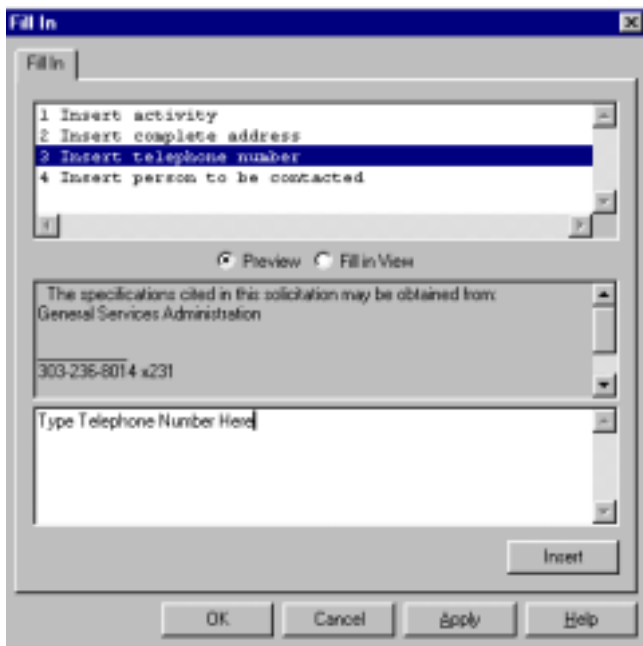 Fill In
Fill In
1 Insert activity
2 Insert complete address
3 Insert telephone number
4 Insert person to be contacted
Preview Fill in View
The specifications cited in this solicitation may be obtained from:
General Services Administration
303-236-8014 x231
Type Telephone Number Here
Insert
OK Cancel Apply Help